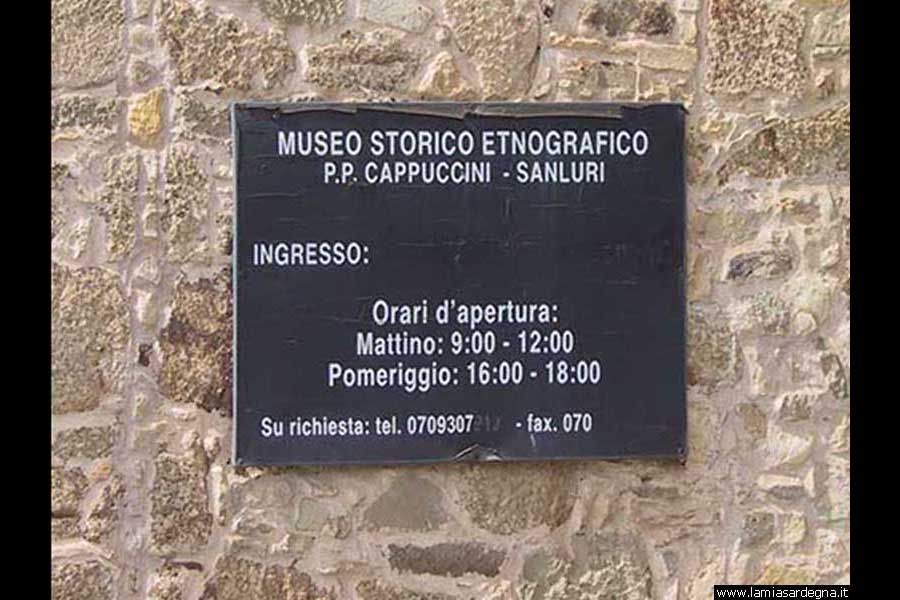 MUSEO STORICO ETNOGRAFICO
P.P. CAPPUCCINI - SANLURI
INGRESSO:
Orari d'apertura:
Mattino: 9:00 - 12:00
Pomeriggio: 16:00 - 18:00
Su richiesta: tel. 0709307 - fax. 070
www.lamiasardegna.it